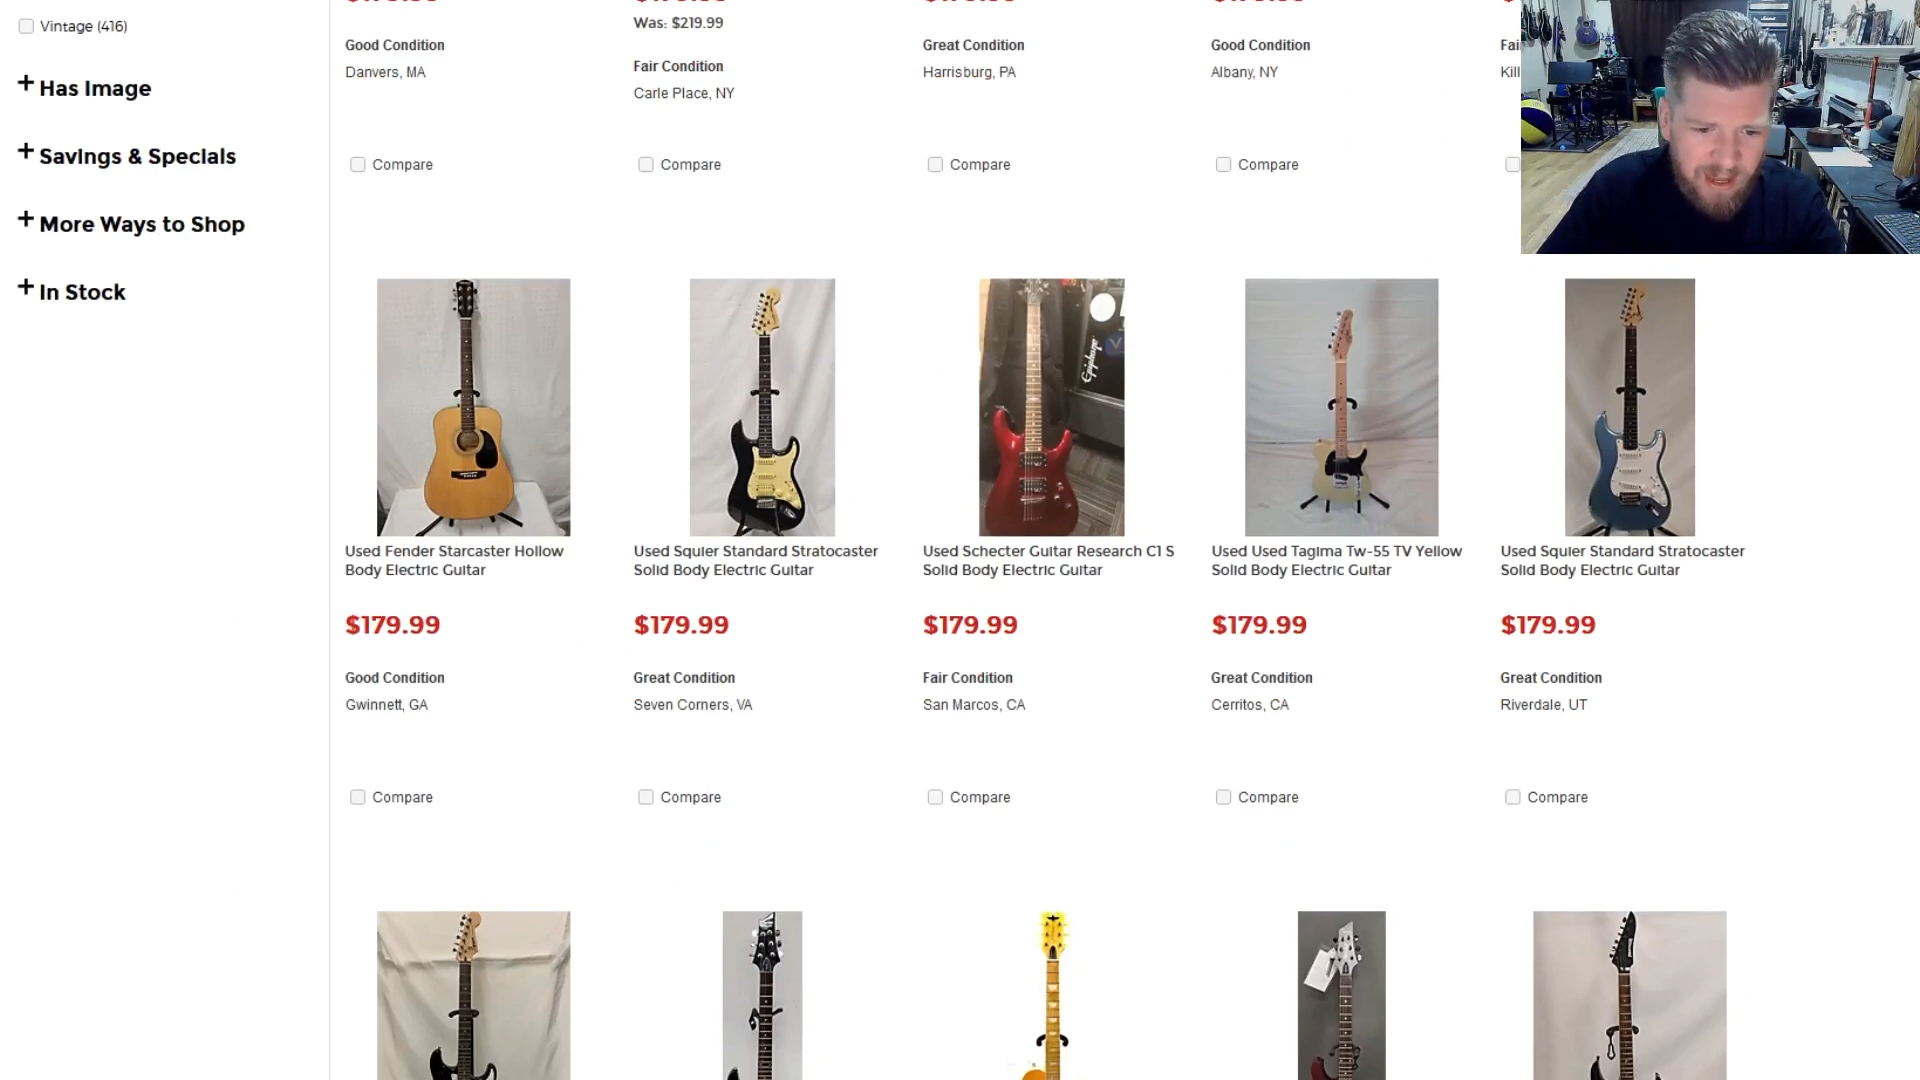 Vintage (416)
+ Has Image
+ Savings & Specials
+ More Ways to Shop
+ In Stock
Was: $219.99
Good Condition
Danvers, MA
Fair Condition
Carle Place, NY
Great Condition
Harrisburg, PA
Good Condition
Albany, NY
Compare
Compare
Compare
Compare
Epiphone
Used Fender Starcaster Hollow
Body Electric Guitar
$179.99
Good Condition
Gwinnett, GA
Compare
Used Squier Standard Stratocaster
Solid Body Electric Guitar
$179.99
Great Condition
Seven Corners, VA
Compare
Used Schecter Guitar Research C1 S
Solid Body Electric Guitar
$179.99
Fair Condition
San Marcos, CA
Compare
Used Used Tagima Tw-55 TV Yellow
Solid Body Electric Guitar
$179.99
Great Condition
Cerritos, CA
Compare
Used Squier Standard Stratocaster
Solid Body Electric Guitar
$179.99
Great Condition
Riverdale, UT
Compare